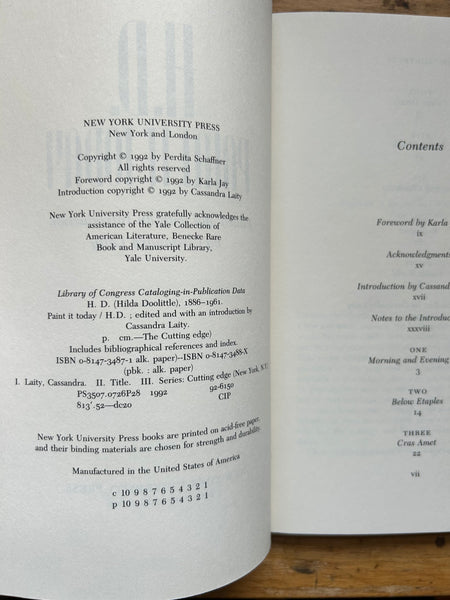 NEW YORK UNIVERSITY PRESS
New York and London
Copyright © 1992 by Perdita Schaffner
All rights reserved
Foreword copyright © 1992 by Karla Jay
Introduction copyright © 1992 by Cassandra Laity
New York University Press gratefully acknowledges the
assistance of the Yale Collection of
American Literature, Benecke Rare
Book and Manuscript Library,
Yale University.
Library of Congress Cataloging-in-Publication Data
H. D. (Hilda Doolittle), 1886–1961.
Paint it today / H.D. ; edited and with an introduction by
Cassandra Laity.
p. cm.—The Cutting edge)
Includes bibliographical references and index.
ISBN 0-8147-3487-1 alk. paper)—ISBN 0-8147-3488-X
(pbk. : alk. paper)
I. Laity, Cassandra. II. Title. III. Series: Cutting edge (New York, N.Y.
PS3507.0726P28 1992
813'.52—dc20 92-6150
CIP
New York University Press books are printed on acid-free paper,
and their binding materials are chosen for strength and durability.
Manufactured in the United States of America
c 10 9 8 7 6 5 4 3 2 1
p 10 9 8 7 6 5 4 3 2 1
Contents
Foreword by Karla
ix
Acknowledgments
xv
Introduction by Cassand
xvii
Notes to the Introduc
xxxviii
ONE
Morning and Evening
3
TWO
Below Etaples
14
THREE
Cras Amet
22
vii